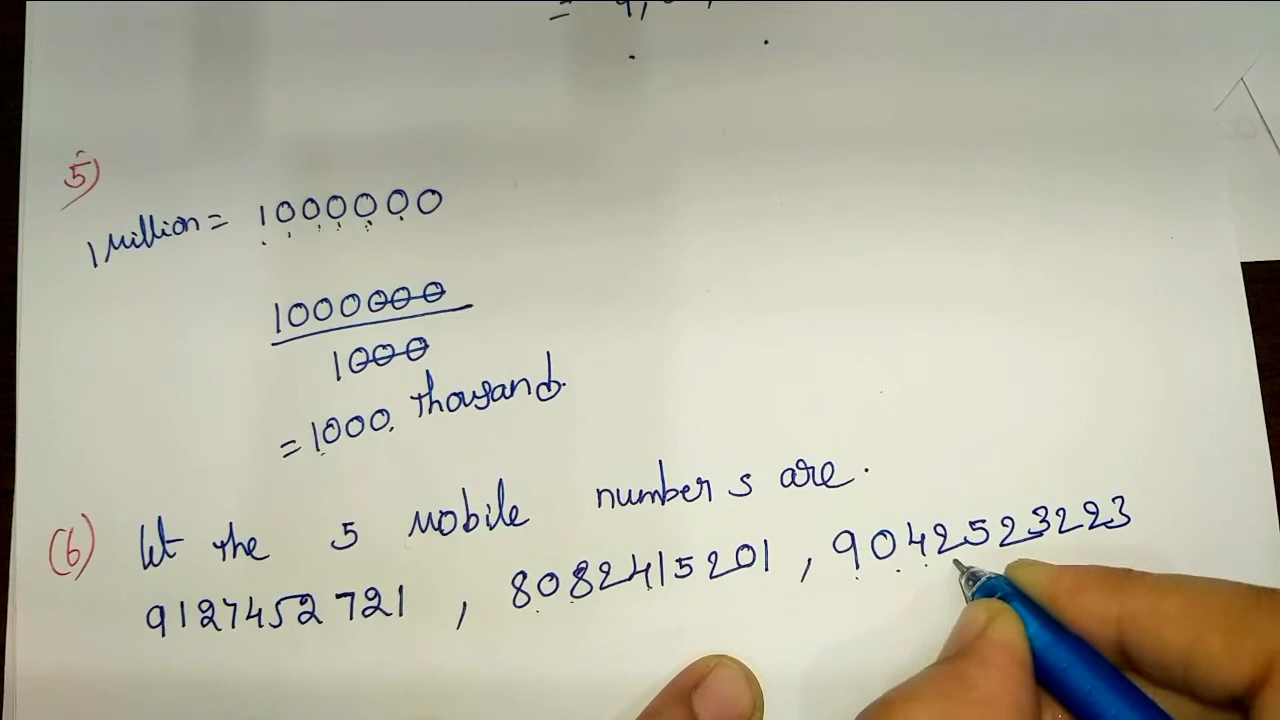 5)
1 Million = 1000000
1000000
1000
= 1000, Thousand.
(6) let the 5 mobile numbers are.
9127452721 , 8082415201 , 9042523223